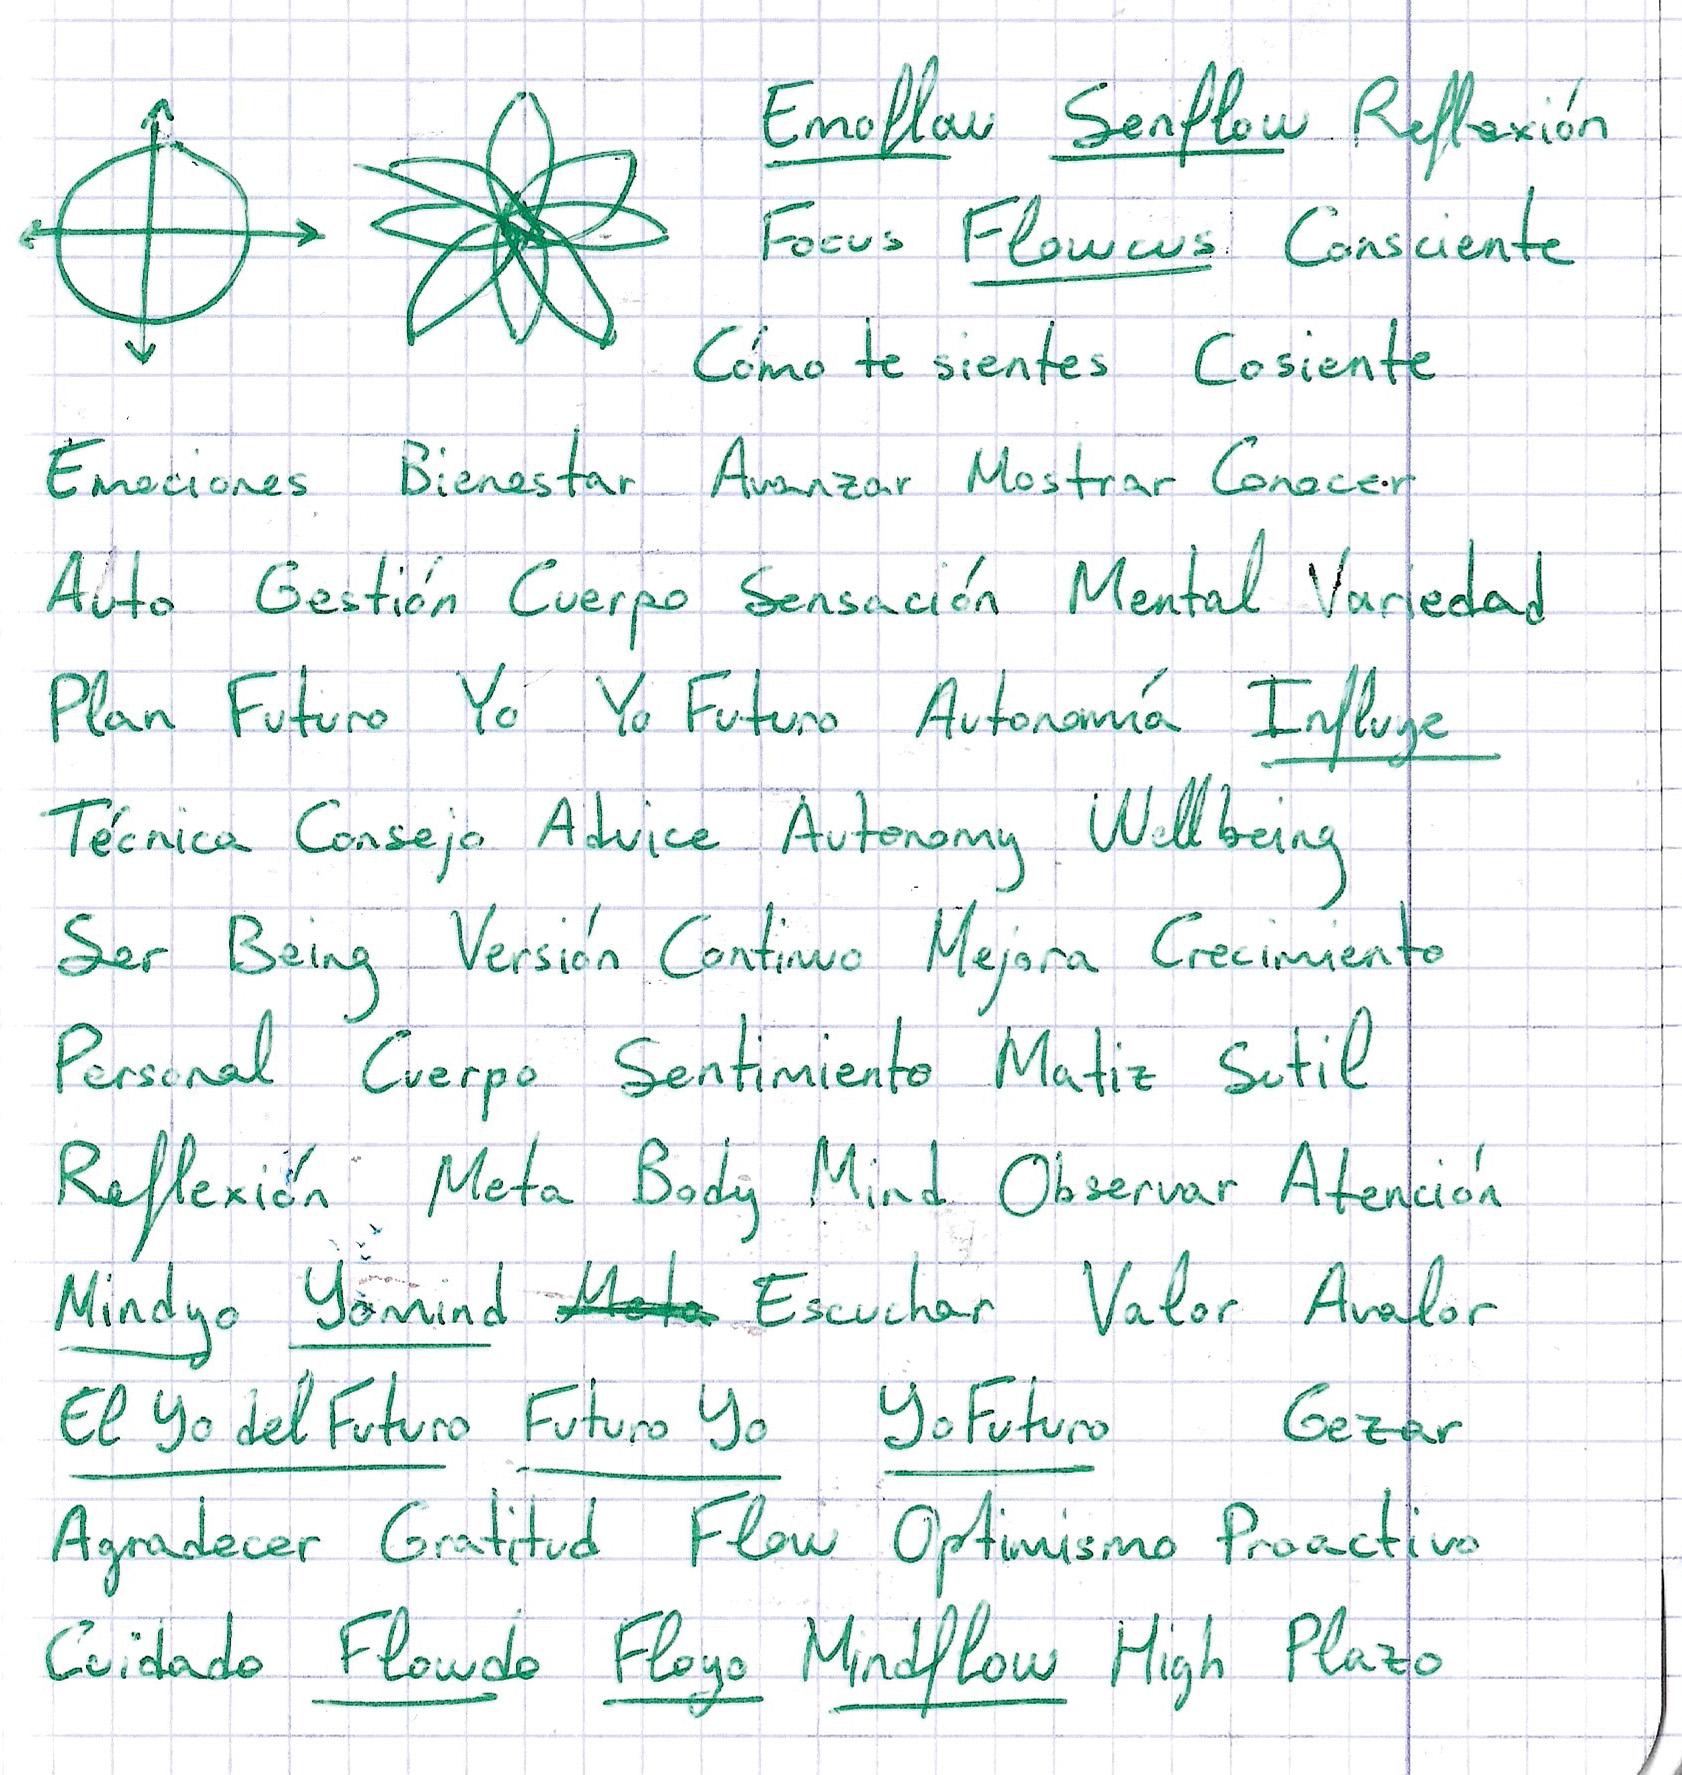 Emoflow Senflow Reflexión
Focus Flowcus Consciente
Cómo te sientes Cosiente
Emociones Bienestar Avanzar Mostrar Conocer
Auto Gestión Cuerpo Sensación Mental Variedad
Plan Futuro Yo Yo Futuro Autonomía Influye
Técnica Consejo Advice Autonomy Wellbeing
Ser Being Versión Continuo Mejora Crecimiento
Personal Cuerpo Sentimiento Matiz Sutil
Reflexión Meta Body Mind Observar Atención
Mindyo Yomind Meta Escuchar Valor Avalor
El Yo del Futuro Futuro Yo YoFuturo Gezar
Agradecer Gratitud Flow Optimismo Proactivo
Cuidado Flowdo Floyo Mindflow High Plazo